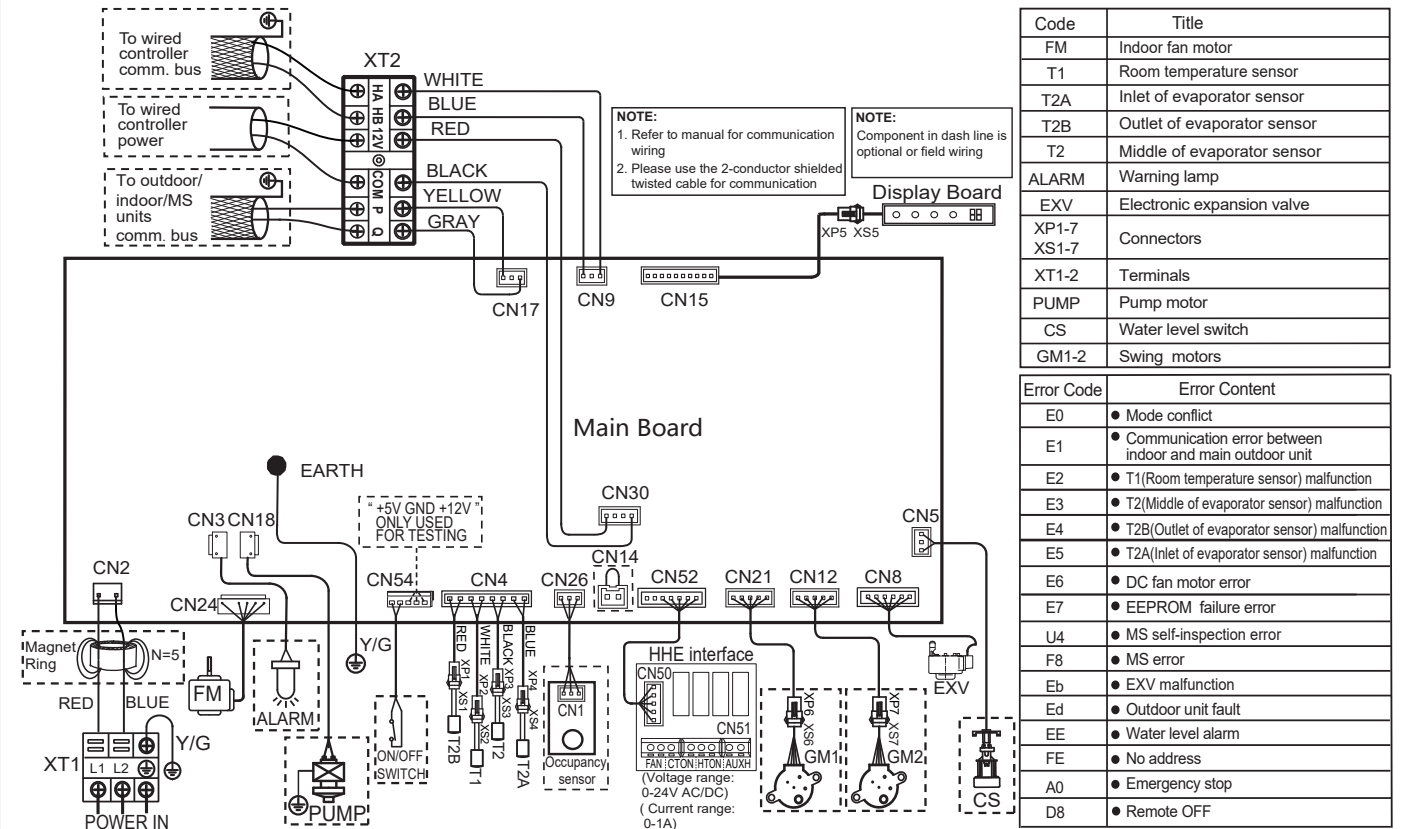 To wired
controller
comm. bus
To wired
controller
power
To outdoor/
indoor/MS
units
comm. bus
XT2
HA HB 12V COM P Q
WHITE
BLUE
RED
BLACK
YELLOW
GRAY
NOTE:
1. Refer to manual for communication
wiring
2. Please use the 2-conductor shielded
twisted cable for communication
NOTE:
Component in dash line is
optional or field wiring
Display Board
XP5 XS5
CN17
CN9
CN15
Main Board
EARTH
CN30
CN3 CN18
" +5V GND +12V "
ONLY USED
FOR TESTING
CN5
CN14
CN2
CN24
CN54
CN4
CN26
CN52
CN21
CN12
CN8
Magnet
Ring
N=5
RED
BLUE
Y/G
XT1
L1 L2
POWER IN
FM
ALARM
PUMP
Y/G
ON/OFF
SWITCH
RED
XP1
XS1
T2B
WHITE
XP2
XS2
T1
BLACK
XP3
XS3
T2
BLUE
XP4
XS4
T2A
CN1
Occupancy
sensor
HHE interface
CN50
CN51
FAN CTON HTON AUXH
(Voltage range:
0-24V AC/DC)
( Current range:
0-1A)
XP6
XS6
GM1
XP7
XS7
GM2
EXV
CS
Code Title
FM Indoor fan motor
T1 Room temperature sensor
T2A Inlet of evaporator sensor
T2B Outlet of evaporator sensor
T2 Middle of evaporator sensor
ALARM Warning lamp
EXV Electronic expansion valve
XP1-7
XS1-7
Connectors
XT1-2 Terminals
PUMP Pump motor
CS Water level switch
GM1-2 Swing motors
Error Code Error Content
E0 ● Mode conflict
E1 ● Communication error between
indoor and main outdoor unit
E2 ● T1(Room temperature sensor) malfunction
E3 ● T2(Middle of evaporator sensor) malfunction
E4 ● T2B(Outlet of evaporator sensor) malfunction
E5 ● T2A(Inlet of evaporator sensor) malfunction
E6 ● DC fan motor error
E7 ● EEPROM failure error
U4 ● MS self-inspection error
F8 ● MS error
Eb ● EXV malfunction
Ed ● Outdoor unit fault
EE ● Water level alarm
FE ● No address
A0 ● Emergency stop
D8 ● Remote OFF